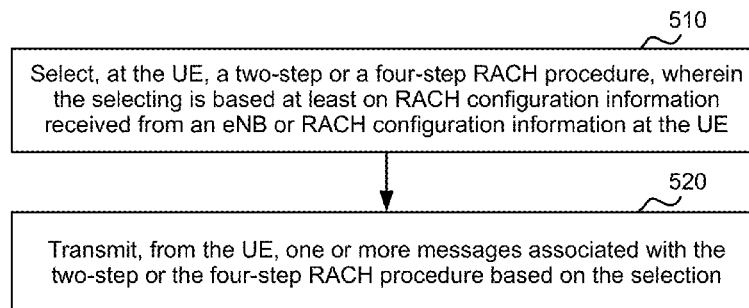 510
Select, at the UE, a two-step or a four-step RACH procedure, wherein
the selecting is based at least on RACH configuration information
received from an eNB or RACH configuration information at the UE
520
Transmit, from the UE, one or more messages associated with the
two-step or the four-step RACH procedure based on the selection